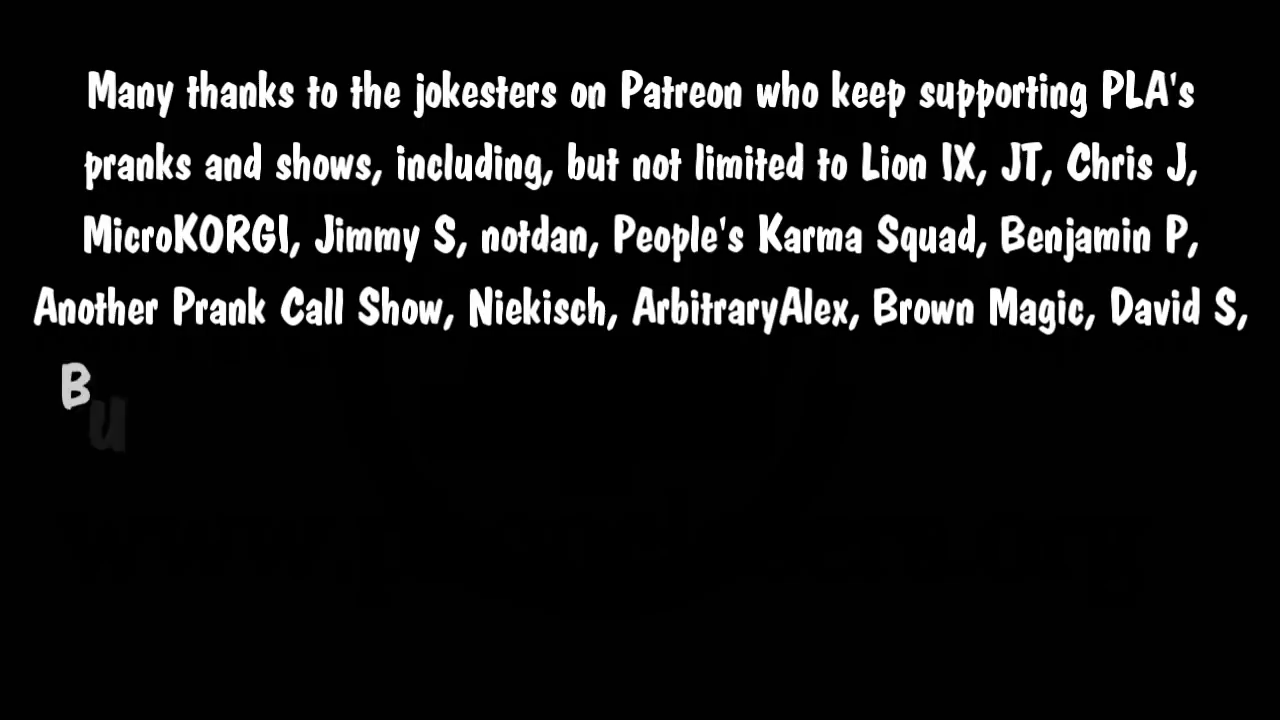 Many thanks to the jokesters on Patreon who keep supporting PLA's
pranks and shows, including, but not limited to Lion IX, JT, Chris J,
MicroKORGI, Jimmy S, notdan, People's Karma Squad, Benjamin P,
Another Prank Call Show, Niekisch, ArbitraryAlex, Brown Magic, David S,
Bu